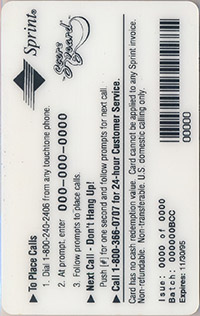 Sprint®
▶ To Place Calls
1. Dial 1-800-240-2406 from any touchtone phone.
2. At prompt, enter 000-000-0000
3. Follow prompts to place calls.
▶ Next Call - Don't Hang Up!
Push [#] for one second and follow prompts for next call.
▶ Call 1-800-366-0707 for 24-hour Customer Service.
Card has no cash redemption value. Card cannot be applied to any Sprint invoice.
Non-refundable. Non-transferable. U.S. domestic calling only.
Issue: 0000 of 0000
Batch: 000000BCC
Expires: 11/30/95
00000